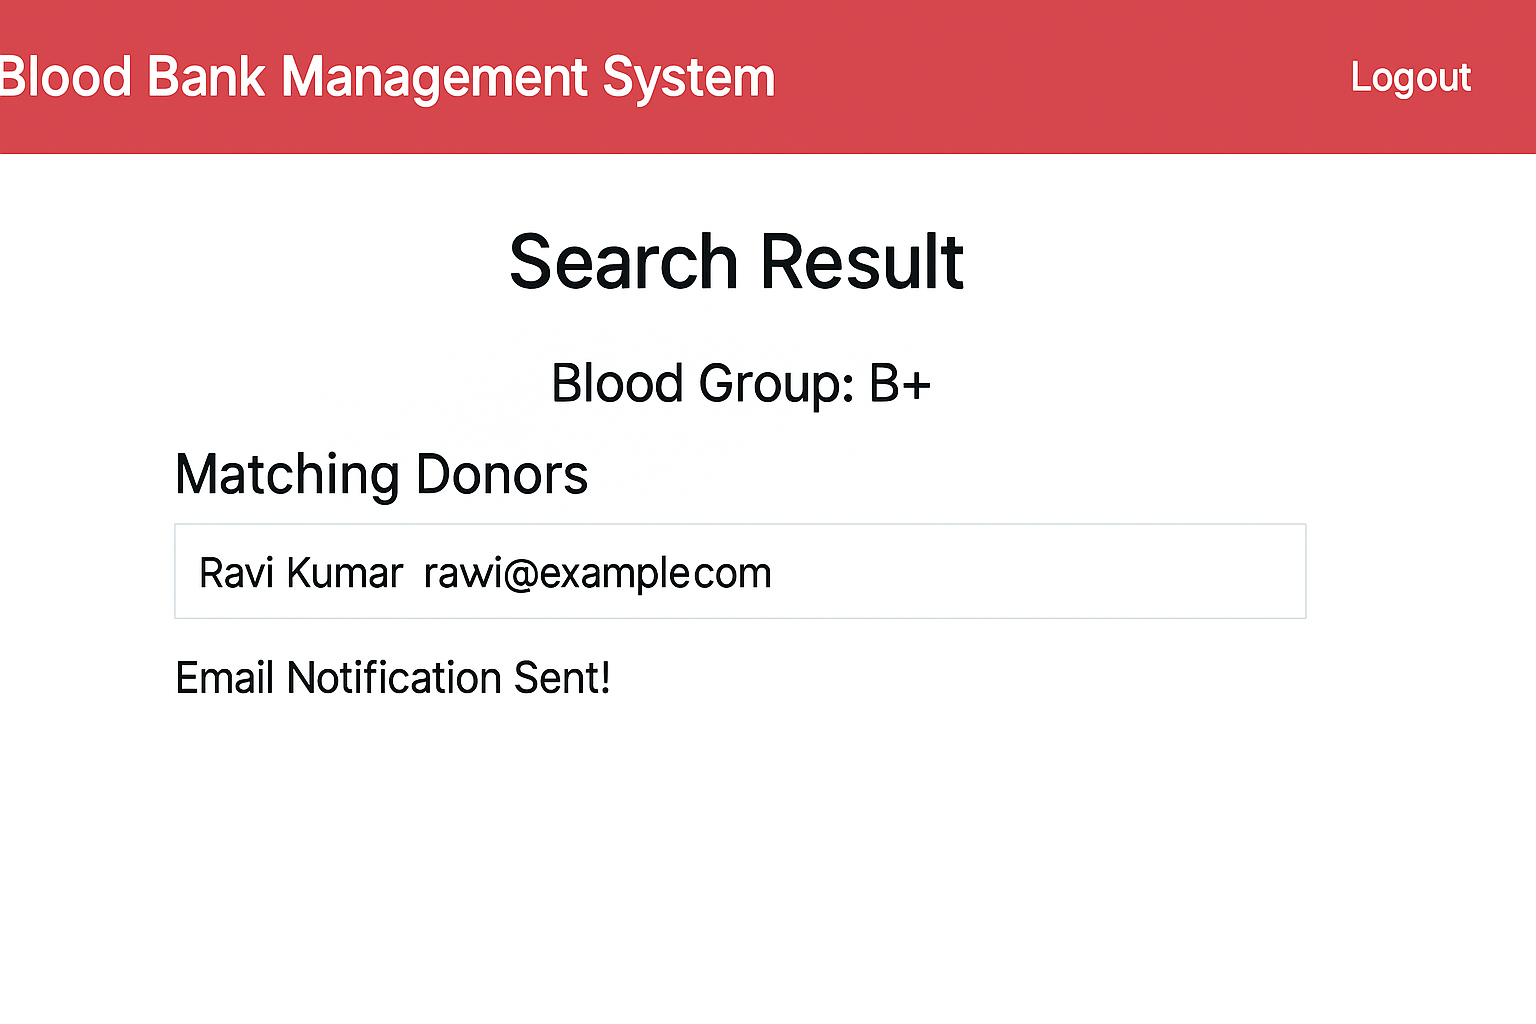 Blood Bank Management System
Logout
Search Result
Blood Group: B+
Matching Donors
Ravi Kumar rawi@examplecom
Email Notification Sent!